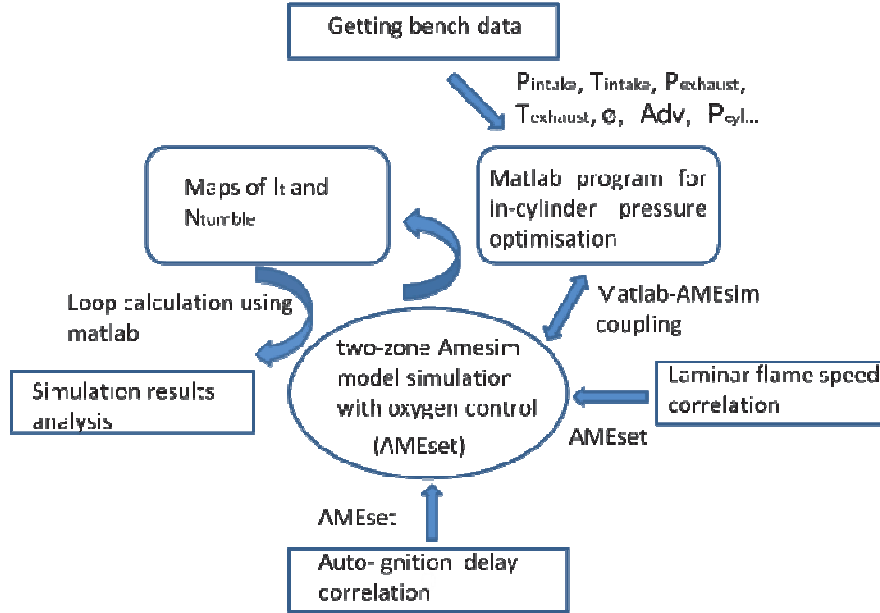 Getting bench data
Pintake, Tintake, Pexhaust,
Texhaust, ø, Adv, Pcyl...
Maps of It and
Ntumble
Matlab program for
in-cylinder pressure
optimisation
Loop calculation using
matlab
Matlab-AMEsim
coupling
two-zone Amesim
model simulation
with oxygen control
(AMEset)
Simulation results
analysis
Laminar flame speed
correlation
AMEset
AMEset
Auto-ignition delay
correlation